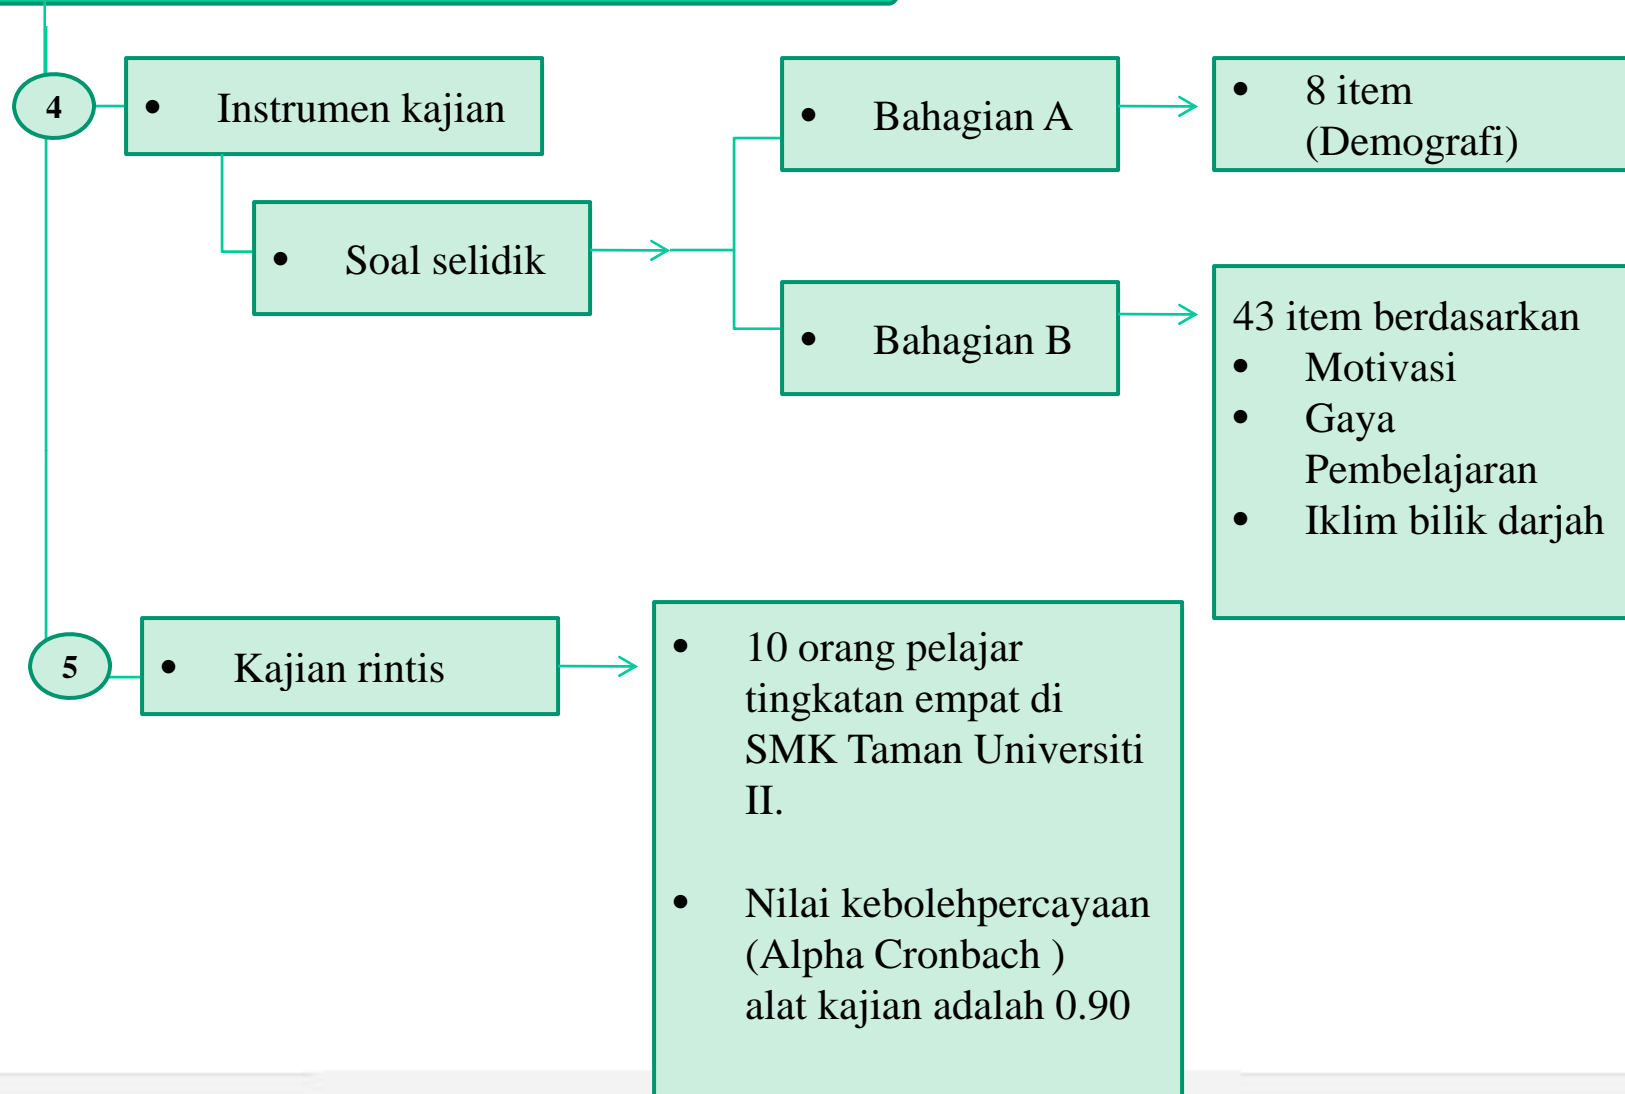 4
• Instrumen kajian
• Soal selidik
• Bahagian A
• 8 item
(Demografi)
• Bahagian B
43 item berdasarkan
• Motivasi
• Gaya
Pembelajaran
• Iklim bilik darjah
5
• Kajian rintis
• 10 orang pelajar
tingkatan empat di
SMK Taman Universiti
II.
• Nilai kebolehpercayaan
(Alpha Cronbach )
alat kajian adalah 0.90